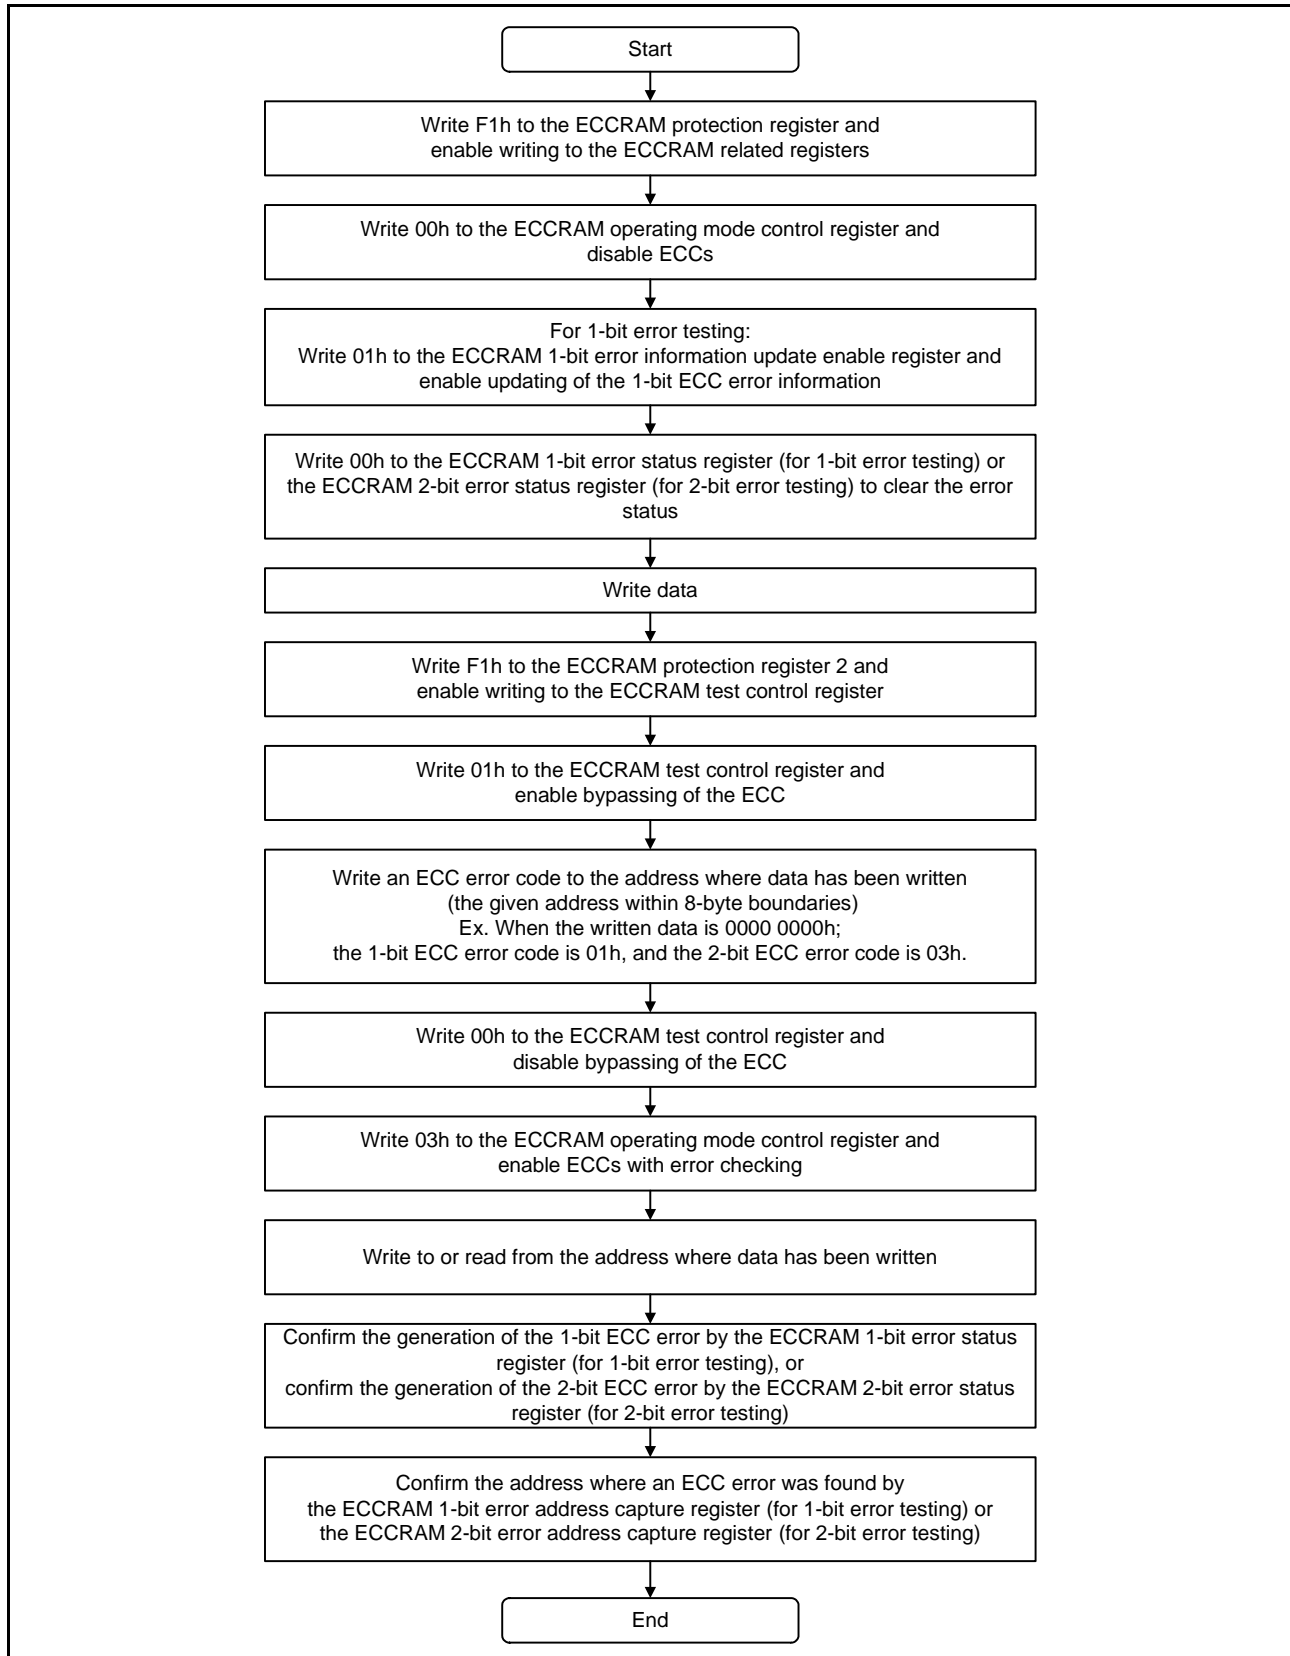 Start
Write F1h to the ECCRAM protection register and
enable writing to the ECCRAM related registers
Write 00h to the ECCRAM operating mode control register and
disable ECCs
For 1-bit error testing:
Write 01h to the ECCRAM 1-bit error information update enable register and
enable updating of the 1-bit ECC error information
Write 00h to the ECCRAM 1-bit error status register (for 1-bit error testing) or
the ECCRAM 2-bit error status register (for 2-bit error testing) to clear the error
status
Write data
Write F1h to the ECCRAM protection register 2 and
enable writing to the ECCRAM test control register
Write 01h to the ECCRAM test control register and
enable bypassing of the ECC
Write an ECC error code to the address where data has been written
(the given address within 8-byte boundaries)
Ex. When the written data is 0000 0000h;
the 1-bit ECC error code is 01h, and the 2-bit ECC error code is 03h.
Write 00h to the ECCRAM test control register and
disable bypassing of the ECC
Write 03h to the ECCRAM operating mode control register and
enable ECCs with error checking
Write to or read from the address where data has been written
Confirm the generation of the 1-bit ECC error by the ECCRAM 1-bit error status
register (for 1-bit error testing), or
confirm the generation of the 2-bit ECC error by the ECCRAM 2-bit error status
register (for 2-bit error testing)
Confirm the address where an ECC error was found by
the ECCRAM 1-bit error address capture register (for 1-bit error testing) or
the ECCRAM 2-bit error address capture register (for 2-bit error testing)
End